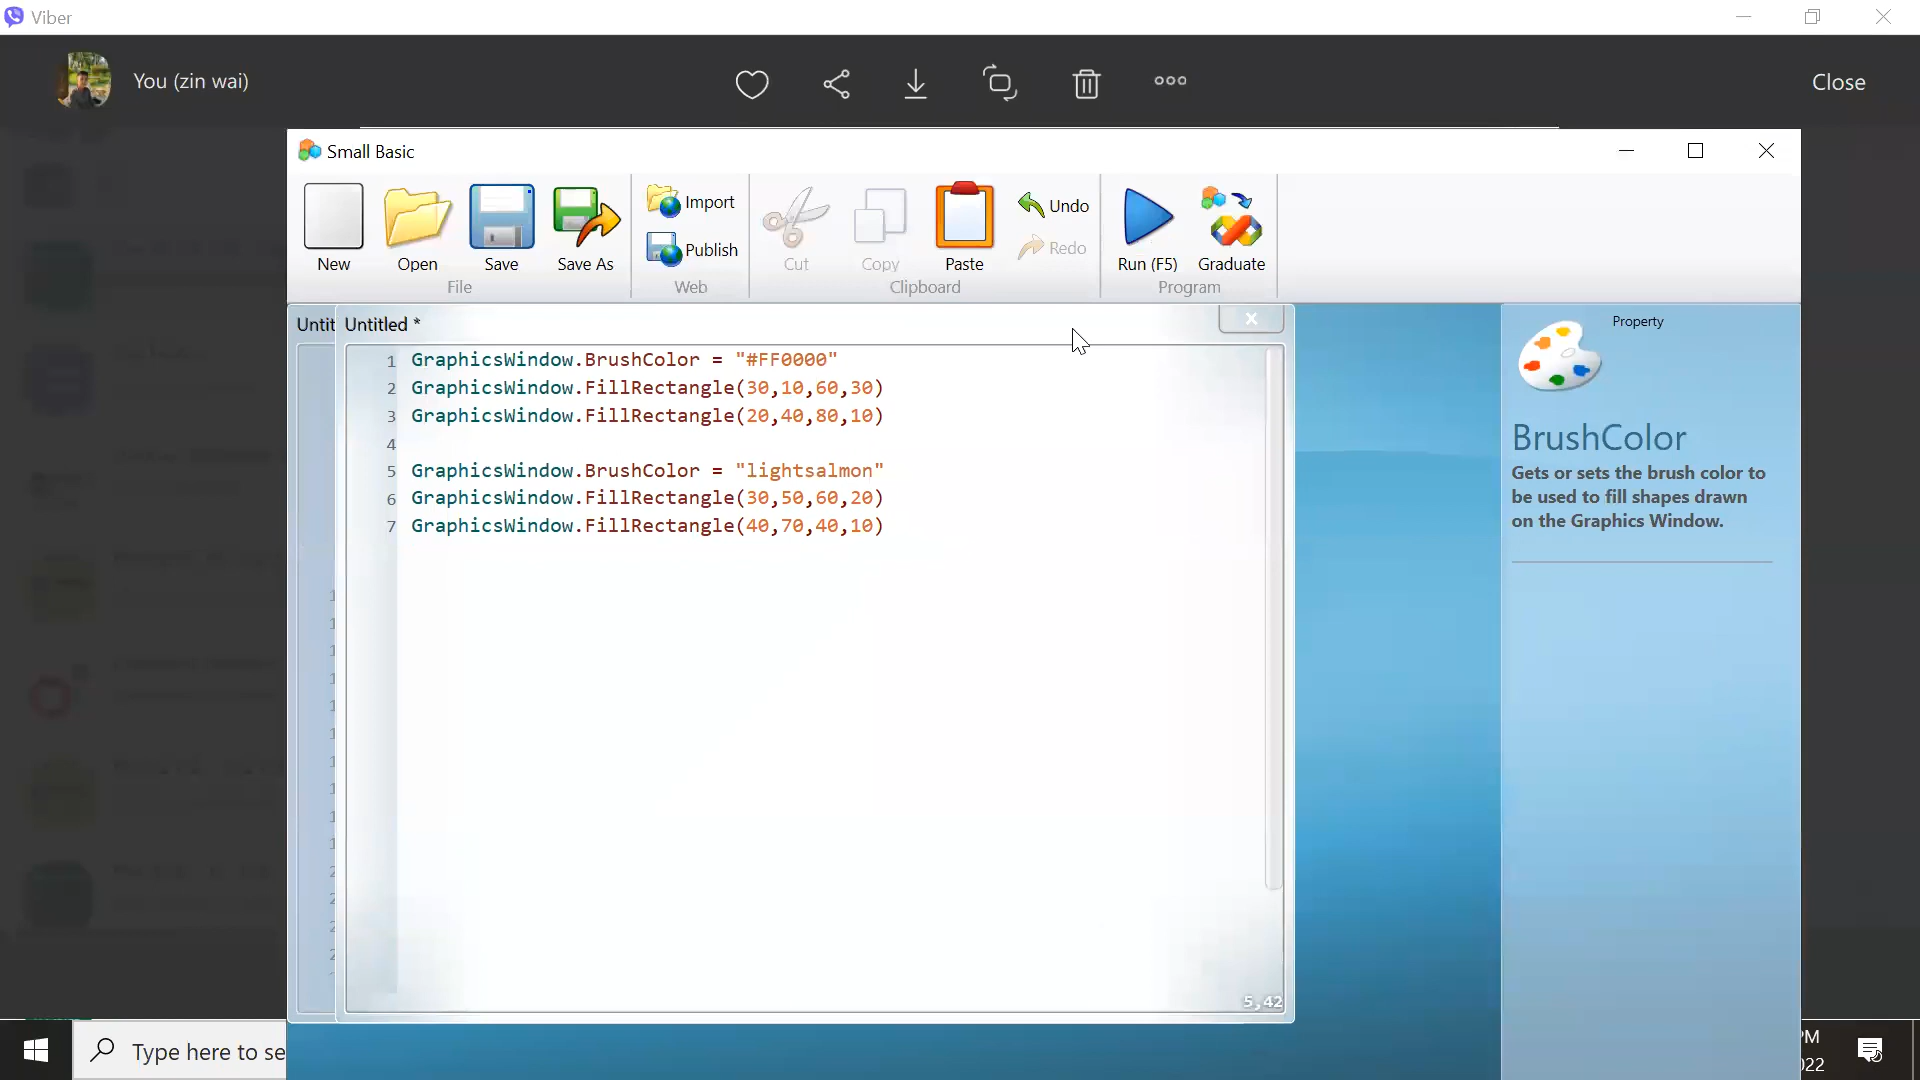 Viber
You (zin wai)
Close
Small Basic
New
Open
Save
Save As
File
Import
Publish
Web
Cut
Copy
Paste
Undo
Redo
Clipboard
Run (F5)
Graduate
Program
Untit
Untitled *
1 GraphicsWindow.BrushColor = "#FF0000"
2 GraphicsWindow.FillRectangle(30,10,60,30)
3 GraphicsWindow.FillRectangle(20,40,80,10)
4
5 GraphicsWindow.BrushColor = "lightsalmon"
6 GraphicsWindow.FillRectangle(30,50,60,20)
7 GraphicsWindow.FillRectangle(40,70,40,10)
5,42
Property
BrushColor
Gets or sets the brush color to
be used to fill shapes drawn
on the Graphics Window.
Type here to se
PM
022